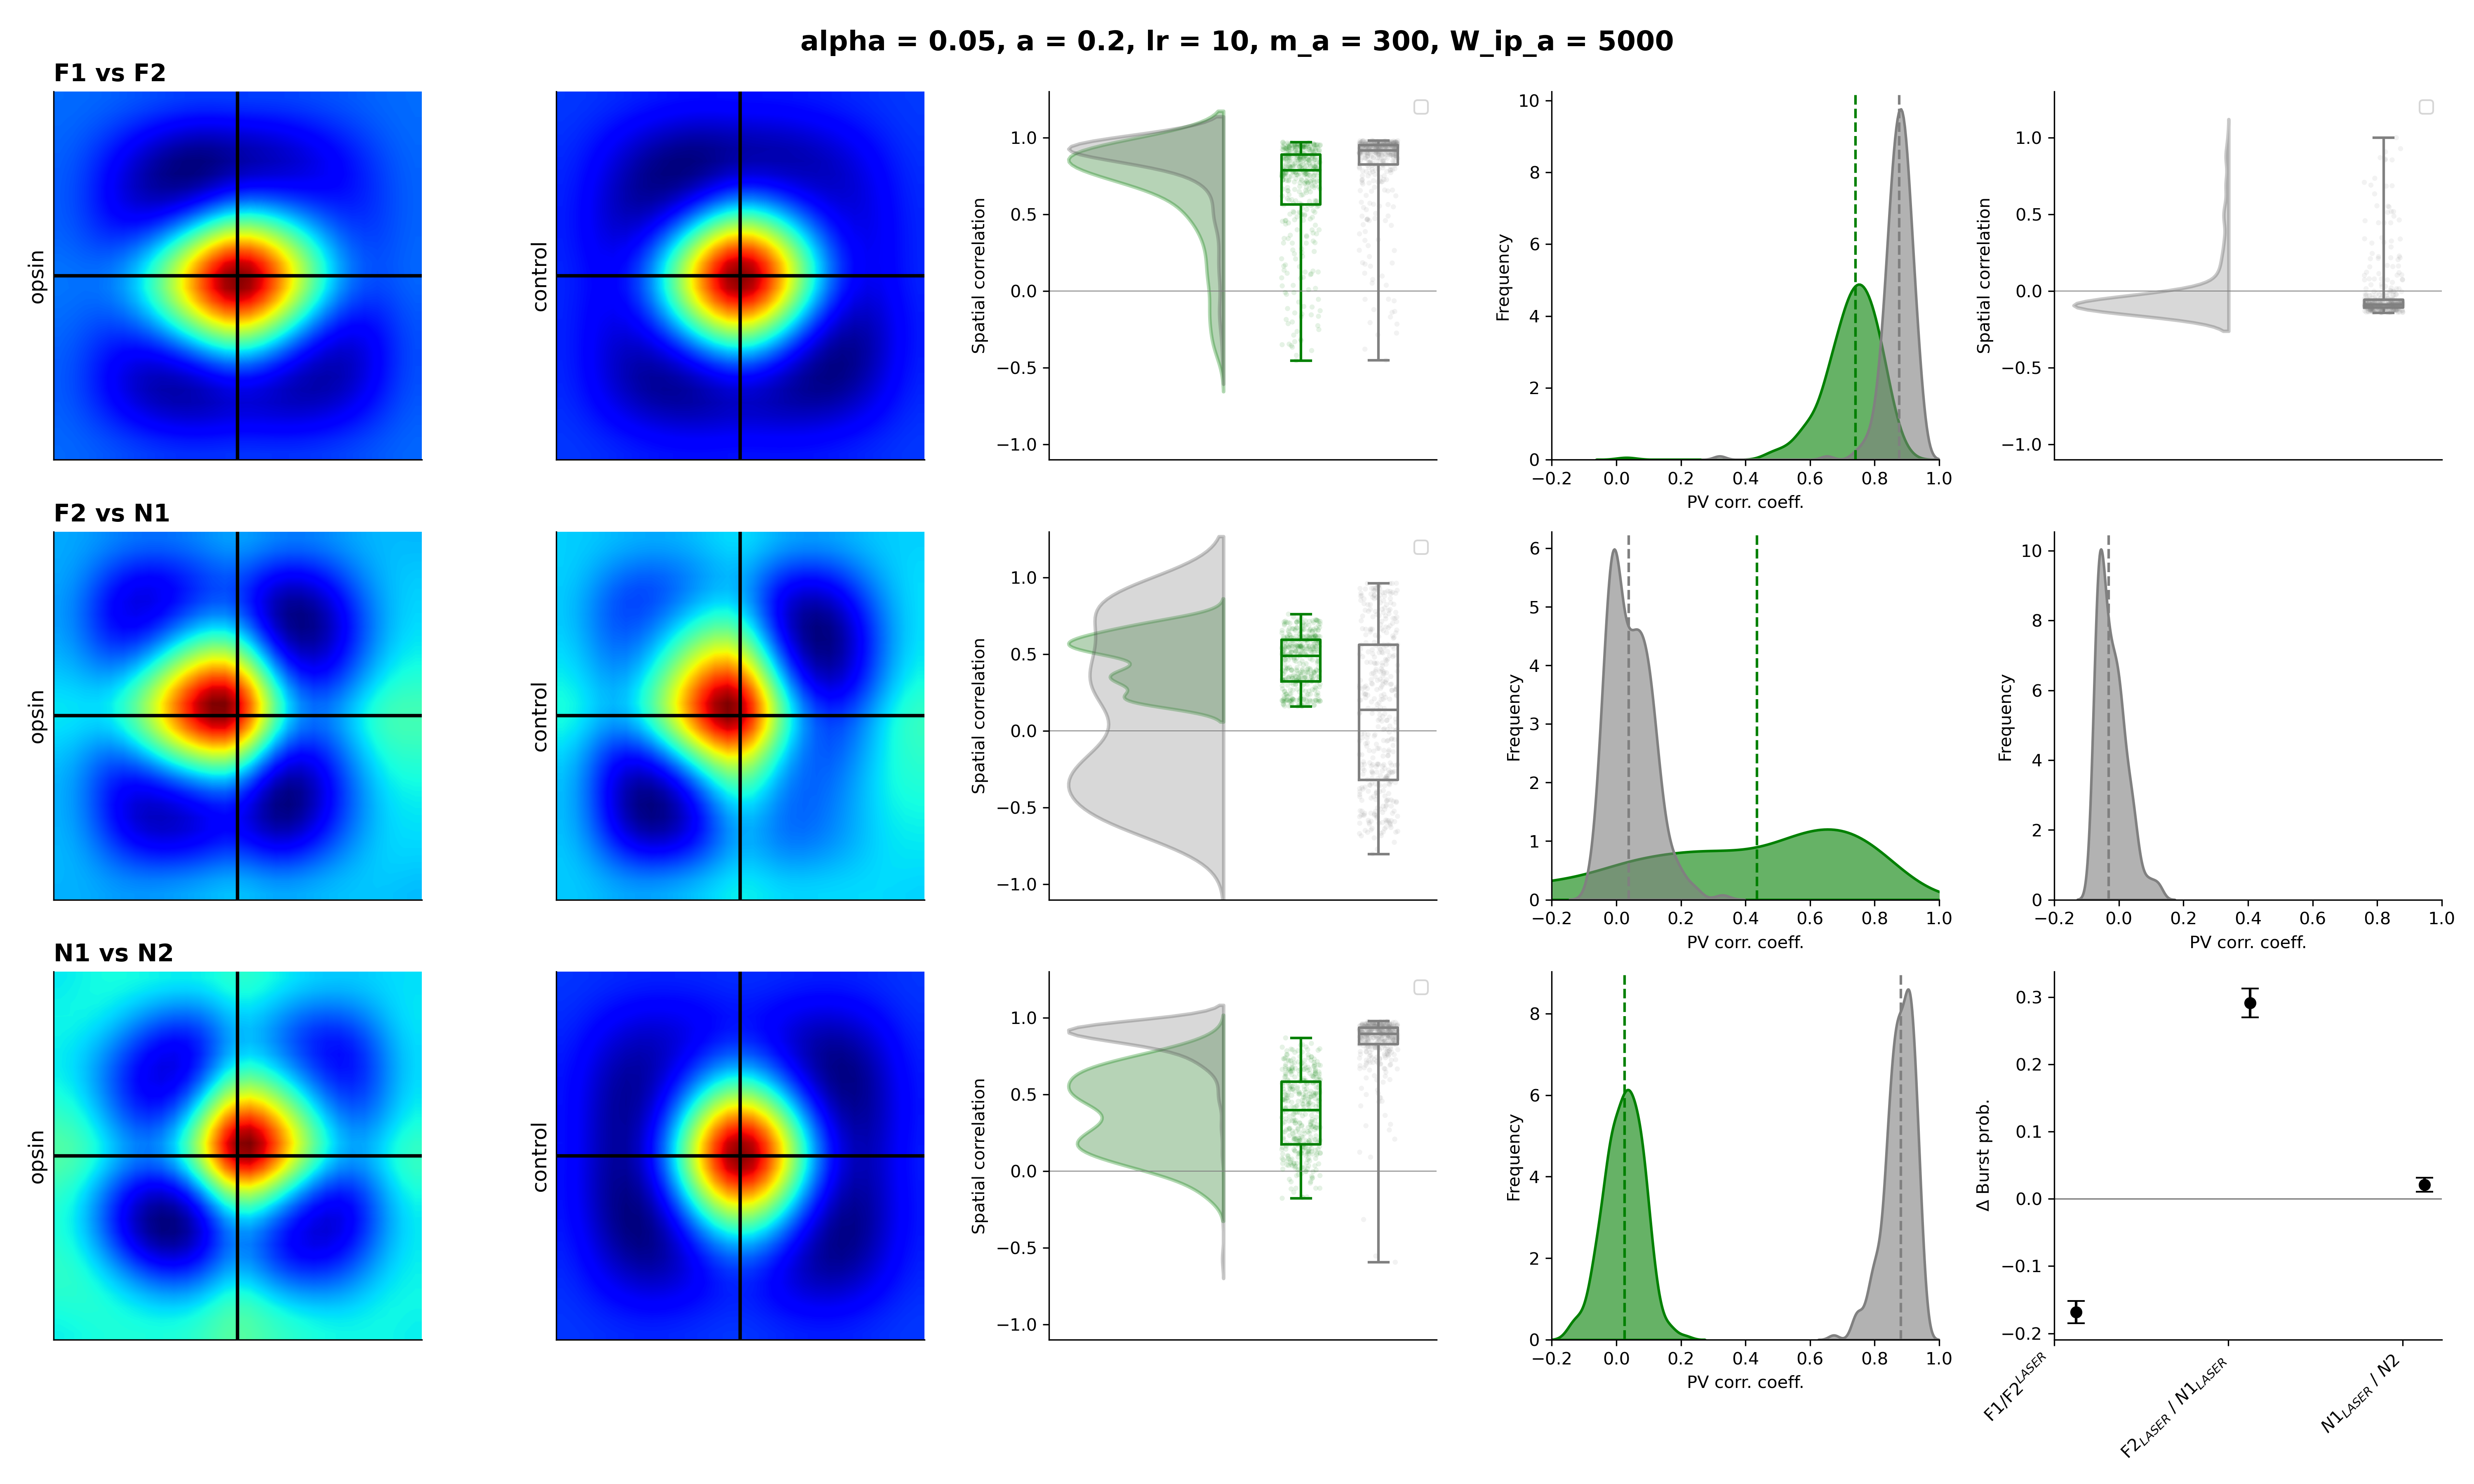 alpha = 0.05, a = 0.2, lr = 10, m_a = 300, W_ip_a = 5000
F1 vs F2
opsin
control
Spatial correlation
1.0
0.5
0.0
−0.5
−1.0
Frequency
10
8
6
4
2
0
−0.2 0.0 0.2 0.4 0.6 0.8 1.0
PV corr. coeff.
Spatial correlation
1.0
0.5
0.0
−0.5
−1.0
F2 vs N1
opsin
control
Spatial correlation
1.0
0.5
0.0
−0.5
−1.0
Frequency
6
5
4
3
2
1
0
−0.2 0.0 0.2 0.4 0.6 0.8 1.0
PV corr. coeff.
Frequency
10
8
6
4
2
0
−0.2 0.0 0.2 0.4 0.6 0.8 1.0
PV corr. coeff.
N1 vs N2
opsin
control
Spatial correlation
1.0
0.5
0.0
−0.5
−1.0
Frequency
8
6
4
2
0
−0.2 0.0 0.2 0.4 0.6 0.8 1.0
PV corr. coeff.
Δ Burst prob.
0.3
0.2
0.1
0.0
−0.1
−0.2
F1/F2^LASER
F2_LASER / N1_LASER
N1_LASER / N2